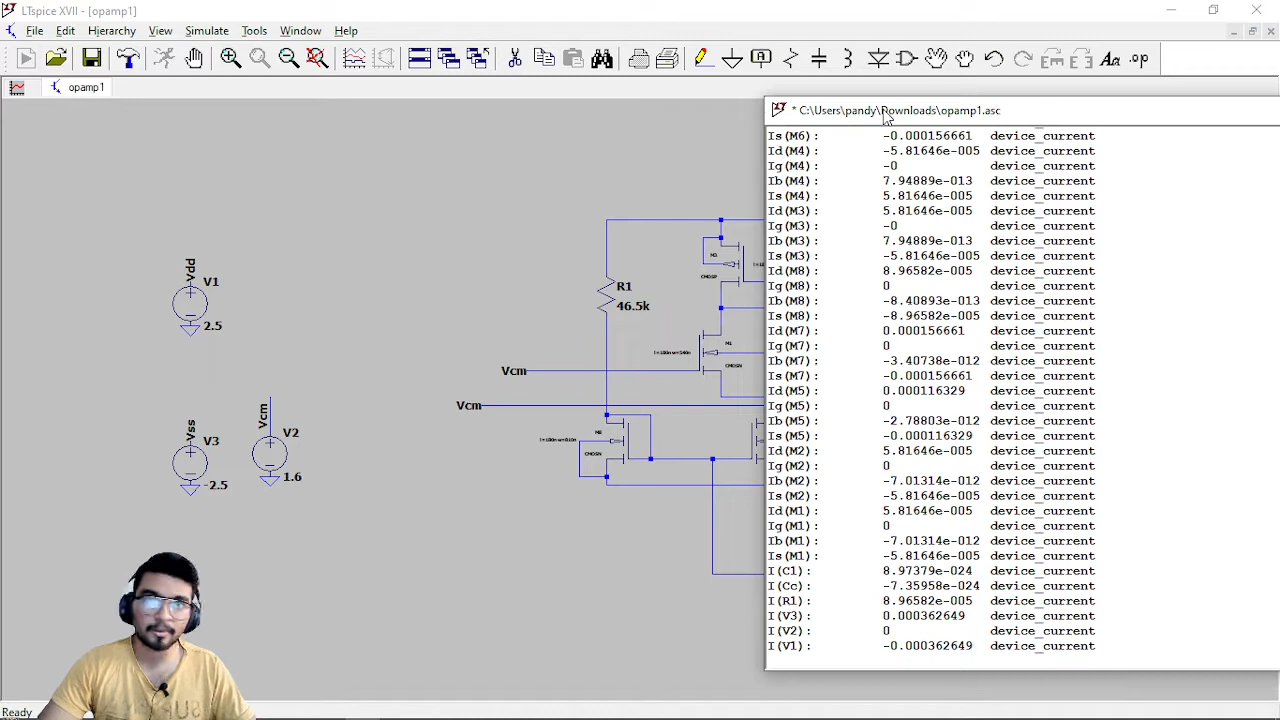 LTspice XVII - [opamp1]
File Edit Hierarchy View Simulate Tools Window Help
opamp1
* C:\Users\pandy\Downloads\opamp1.asc
Is(M6): -0.000156661 device_current
Id(M4): -5.81646e-005 device_current
Ig(M4): -0 device_current
Ib(M4): 7.94889e-013 device_current
Is(M4): 5.81646e-005 device_current
Id(M3): 5.81646e-005 device_current
Ig(M3): -0 device_current
Ib(M3): 7.94889e-013 device_current
Is(M3): -5.81646e-005 device_current
Id(M8): 8.96582e-005 device_current
Ig(M8): 0 device_current
Ib(M8): -8.40893e-013 device_current
Is(M8): -8.96582e-005 device_current
Id(M7): 0.000156661 device_current
Ig(M7): 0 device_current
Ib(M7): -3.40738e-012 device_current
Is(M7): -0.000156661 device_current
Id(M5): 0.000116329 device_current
Ig(M5): 0 device_current
Ib(M5): -2.78803e-012 device_current
Is(M5): -0.000116329 device_current
Id(M2): 5.81646e-005 device_current
Ig(M2): 0 device_current
Ib(M2): -7.01314e-012 device_current
Is(M2): -5.81646e-005 device_current
Id(M1): 5.81646e-005 device_current
Ig(M1): 0 device_current
Ib(M1): -7.01314e-012 device_current
Is(M1): -5.81646e-005 device_current
I(Cl): 8.97379e-024 device_current
I(Cc): -7.35958e-024 device_current
I(R1): 8.96582e-005 device_current
I(V3): 0.000362649 device_current
I(V2): 0 device_current
I(V1): -0.000362649 device_current
Vdd
V1
2.5
Vss
V3
-2.5
Vcm
V2
1.6
R1
46.5k
M3
CMOSP
M1
CMOSN
Vcm
Vcm
M8
CMOSN
Aa .op
Ready